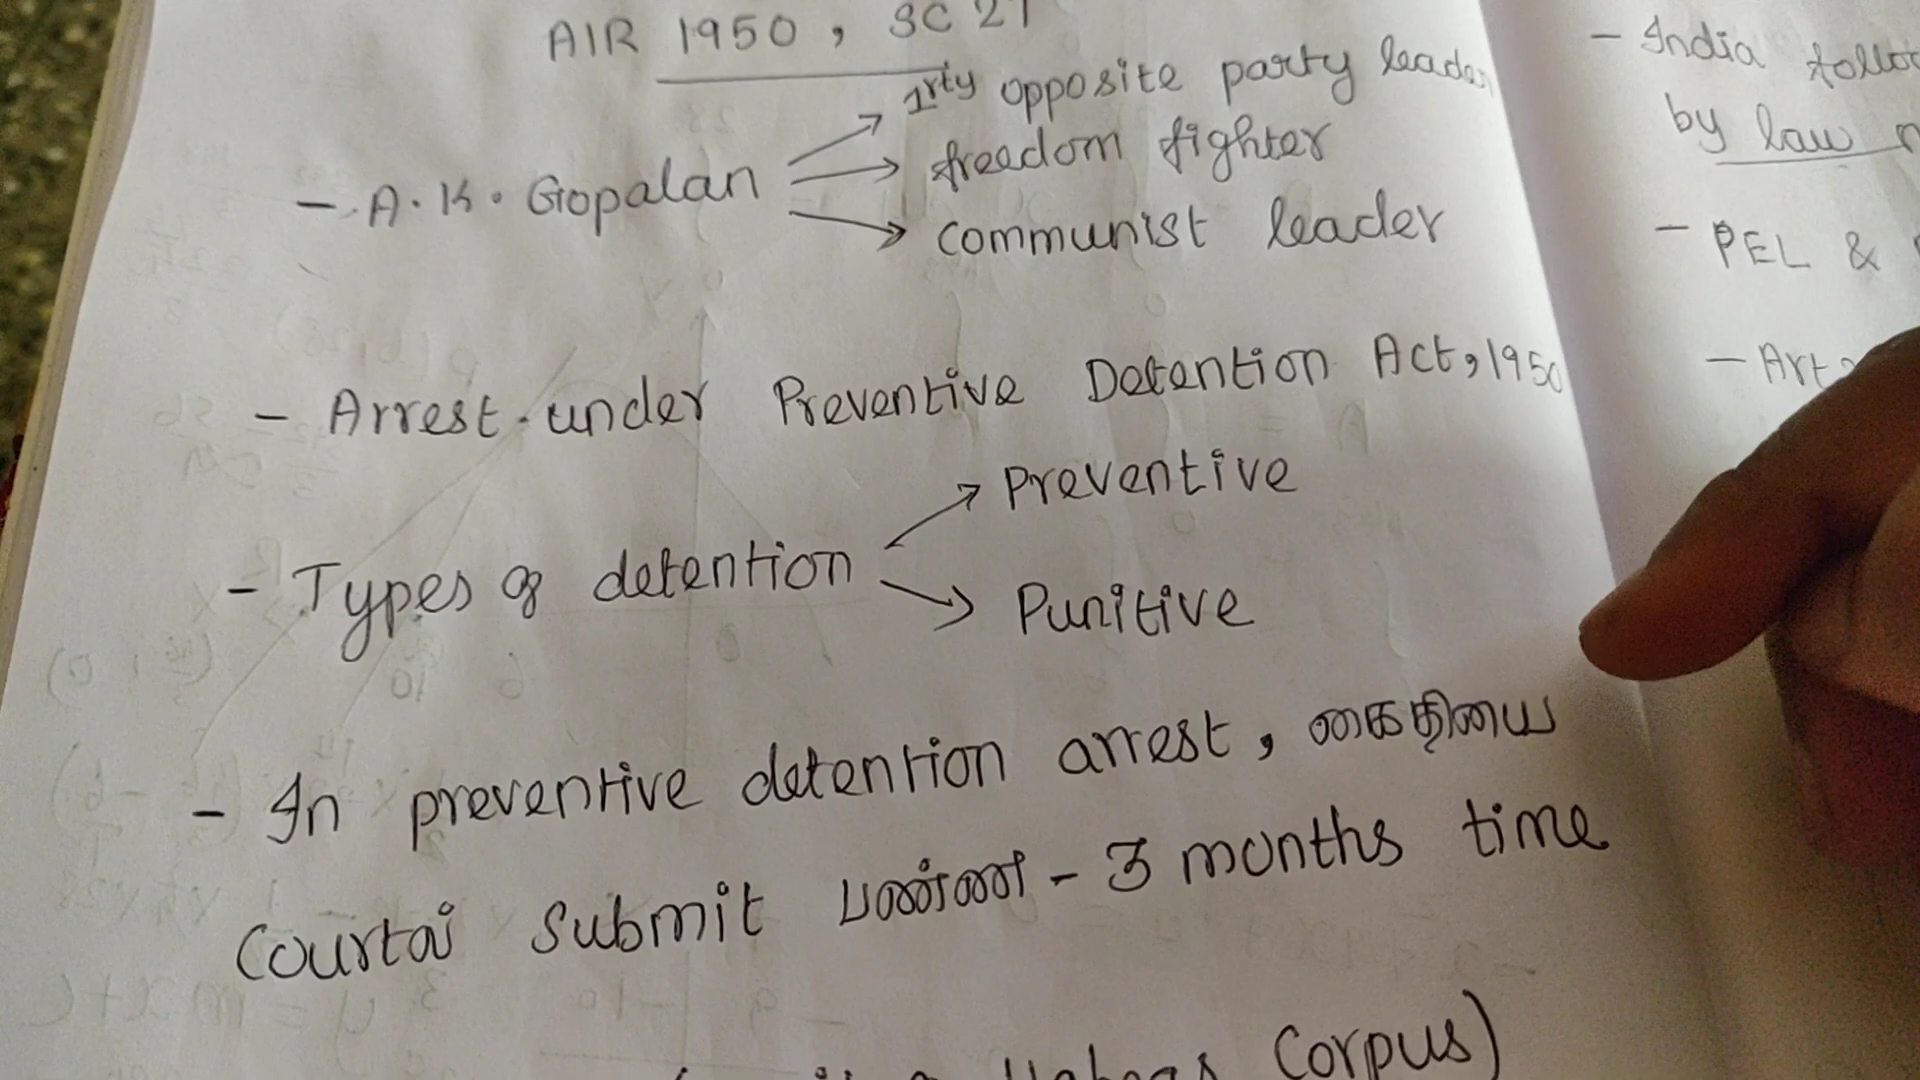 AIR 1950, SC 27
1rty opposite party leader
- A.K. Gopalan
freedom fighter
communist leader
- Arrest under Preventive Detention Act, 1950
Preventive
- Types of detention
Punitive
- In preventive detention arrest, கைதியை
Courtல் submit பண்ண - 3 months time
Corpus)
- India
by law
- PEL &
- Art